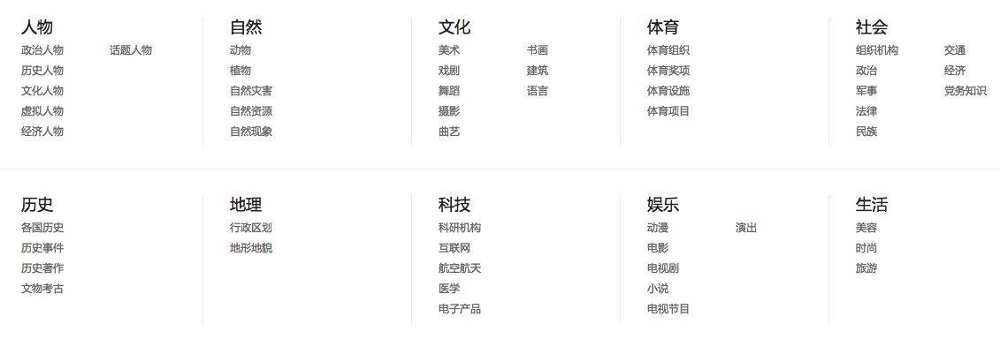 人物
政治人物 话题人物
历史人物
文化人物
虚拟人物
经济人物
自然
动物
植物
自然灾害
自然资源
自然现象
文化
美术 书画
戏剧 建筑
舞蹈 语言
摄影
曲艺
体育
体育组织
体育奖项
体育设施
体育项目
社会
组织机构 交通
政治 经济
军事 党务知识
法律
民族
历史
各国历史
历史事件
历史著作
文物考古
地理
行政区划
地形地貌
科技
科研机构
互联网
航空航天
医学
电子产品
娱乐
动漫 演出
电影
电视剧
小说
电视节目
生活
美容
时尚
旅游